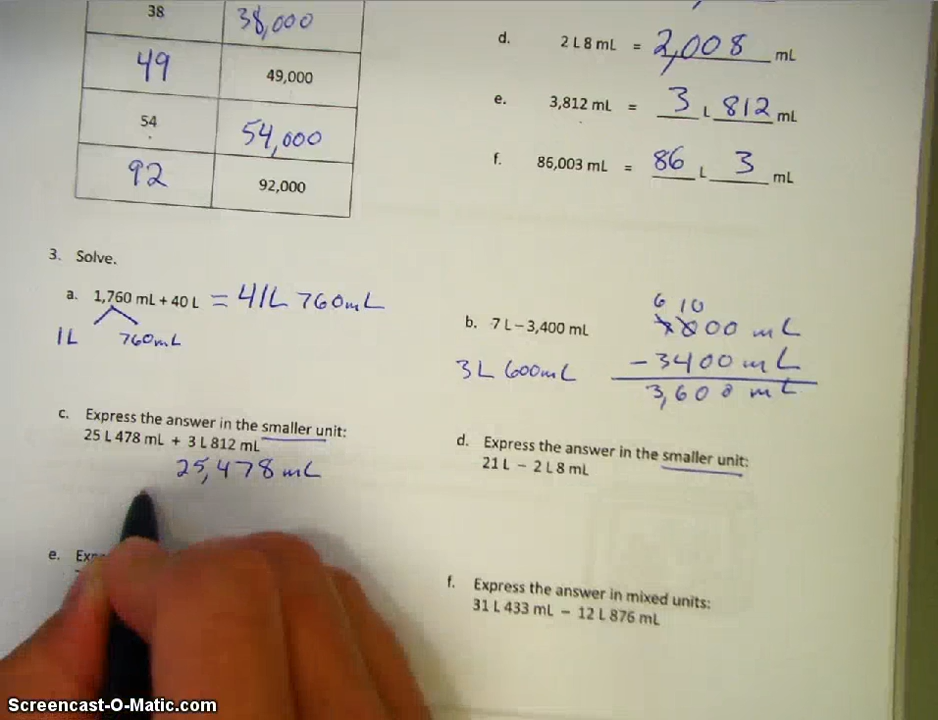 38 38,000
49 49,000
54 54,000
92 92,000
d. 2 L 8 mL = 2,008 mL
e. 3,812 mL = 3 L 812 mL
f. 86,003 mL = 86 L 3 mL
3. Solve.
a. 1,760 mL + 40 L = 41L 760mL
1L 760mL
b. 7 L – 3,400 mL
6 10
7000 mL
- 3400 mL
3,600 mL
3L 600mL
c. Express the answer in the smaller unit:
25 L 478 mL + 3 L 812 mL
25,478 mL
d. Express the answer in the smaller unit:
21 L – 2 L 8 mL
e.
f. Express the answer in mixed units:
31 L 433 mL – 12 L 876 mL
Screencast-O-Matic.com